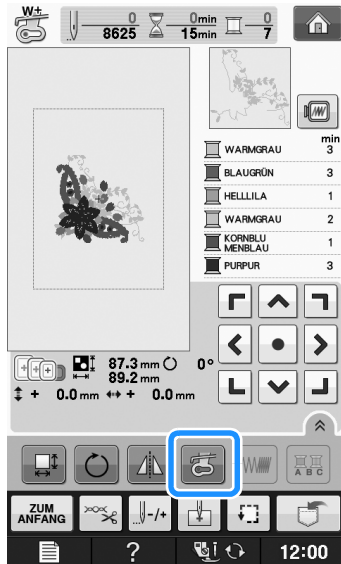 W±
0
8625
0min
15min
0
7
min
WARMGRAU 3
BLAUGRÜN 3
HELLLILA 1
WARMGRAU 2
KORNBLU
MENBLAU 1
PURPUR 3
87.3 mm 0°
89.2 mm
+ 0.0 mm + 0.0 mm
A B C
ZUM
ANFANG
-/+
?
12:00